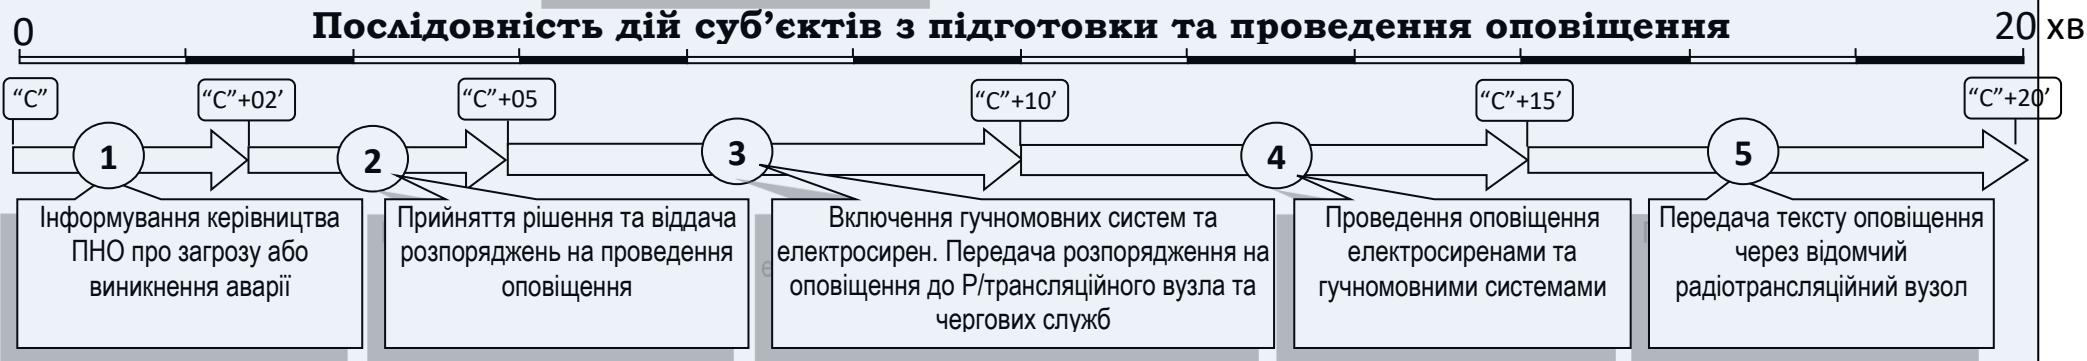 Послідовність дій суб’єктів з підготовки та проведення оповіщення
0
20 хв
“С”
“С”+02’
“С”+05
“С”+10’
“С”+15’
“С”+20’
1
2
3
4
5
Інформування керівництва
ПНО про загрозу або
виникнення аварії
Прийняття рішення та віддача
розпоряджень на проведення
оповіщення
Включення гучномовних систем та
електросирен. Передача розпорядження на
оповіщення до Р/трансляційного вузла та
чергових служб
Проведення оповіщення
електросиренами та
гучномовними системами
Передача тексту оповіщення
через відомчий
радіотрансляційний вузол